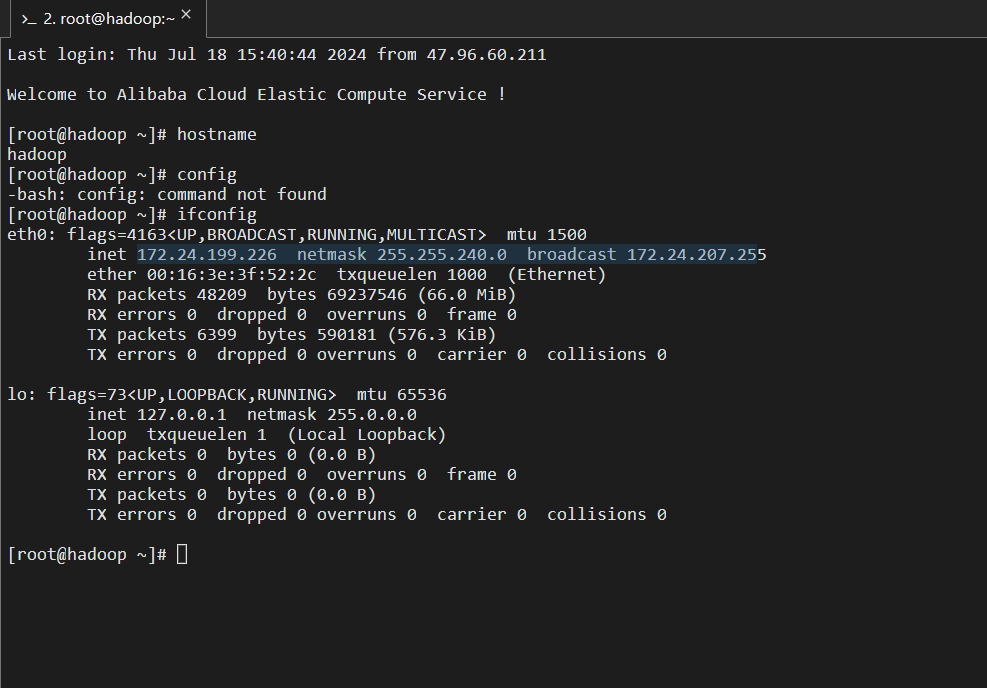 >_ 2. root@hadoop:~ ×
Last login: Thu Jul 18 15:40:44 2024 from 47.96.60.211
Welcome to Alibaba Cloud Elastic Compute Service !
[root@hadoop ~]# hostname
hadoop
[root@hadoop ~]# config
-bash: config: command not found
[root@hadoop ~]# ifconfig
eth0: flags=4163<UP,BROADCAST,RUNNING,MULTICAST>  mtu 1500
        inet 172.24.199.226  netmask 255.255.240.0  broadcast 172.24.207.255
        ether 00:16:3e:3f:52:2c  txqueuelen 1000  (Ethernet)
        RX packets 48209  bytes 69237546 (66.0 MiB)
        RX errors 0  dropped 0  overruns 0  frame 0
        TX packets 6399  bytes 590181 (576.3 KiB)
        TX errors 0  dropped 0 overruns 0  carrier 0  collisions 0
lo: flags=73<UP,LOOPBACK,RUNNING>  mtu 65536
        inet 127.0.0.1  netmask 255.0.0.0
        loop  txqueuelen 1  (Local Loopback)
        RX packets 0  bytes 0 (0.0 B)
        RX errors 0  dropped 0  overruns 0  frame 0
        TX packets 0  bytes 0 (0.0 B)
        TX errors 0  dropped 0 overruns 0  carrier 0  collisions 0
[root@hadoop ~]#